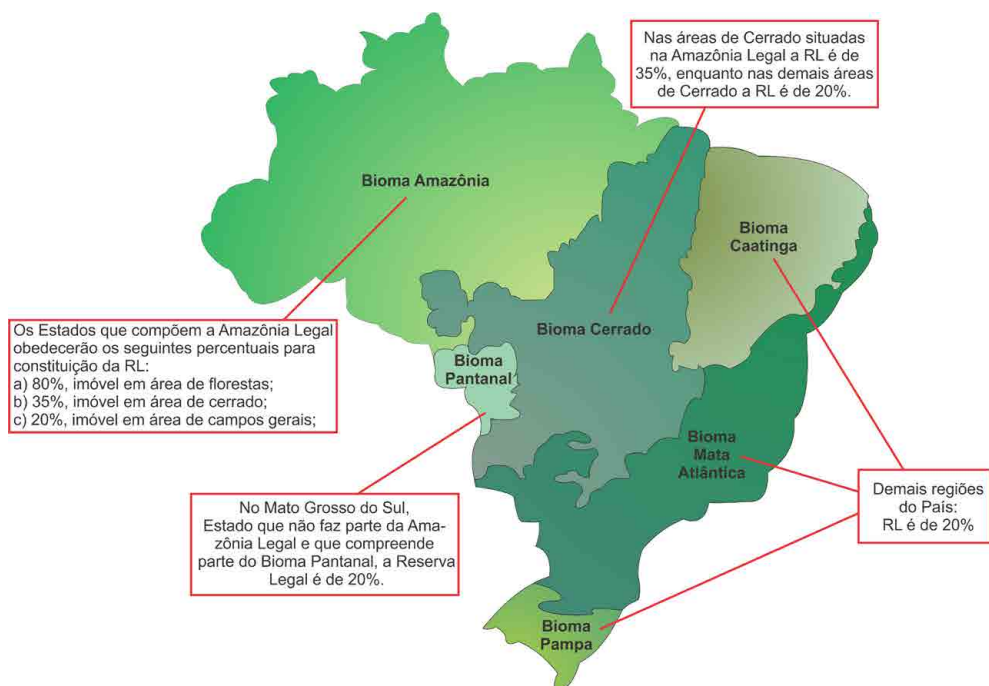 Nas áreas de Cerrado situadas
na Amazônia Legal a RL é de
35%, enquanto nas demais áreas
de Cerrado a RL é de 20%.
Bioma Amazônia
Bioma
Caatinga
Os Estados que compõem a Amazônia Legal
obedecerão os seguintes percentuais para
constituição da RL:
a) 80%, imóvel em área de florestas;
b) 35%, imóvel em área de cerrado;
c) 20%, imóvel em área de campos gerais;
Bioma Cerrado
Bioma
Pantanal
Bioma
Mata
Atlântica
No Mato Grosso do Sul,
Estado que não faz parte da Ama-
zônia Legal e que compreende
parte do Bioma Pantanal, a Reserva
Legal é de 20%.
Demais regiões
do País:
RL é de 20%
Bioma
Pampa